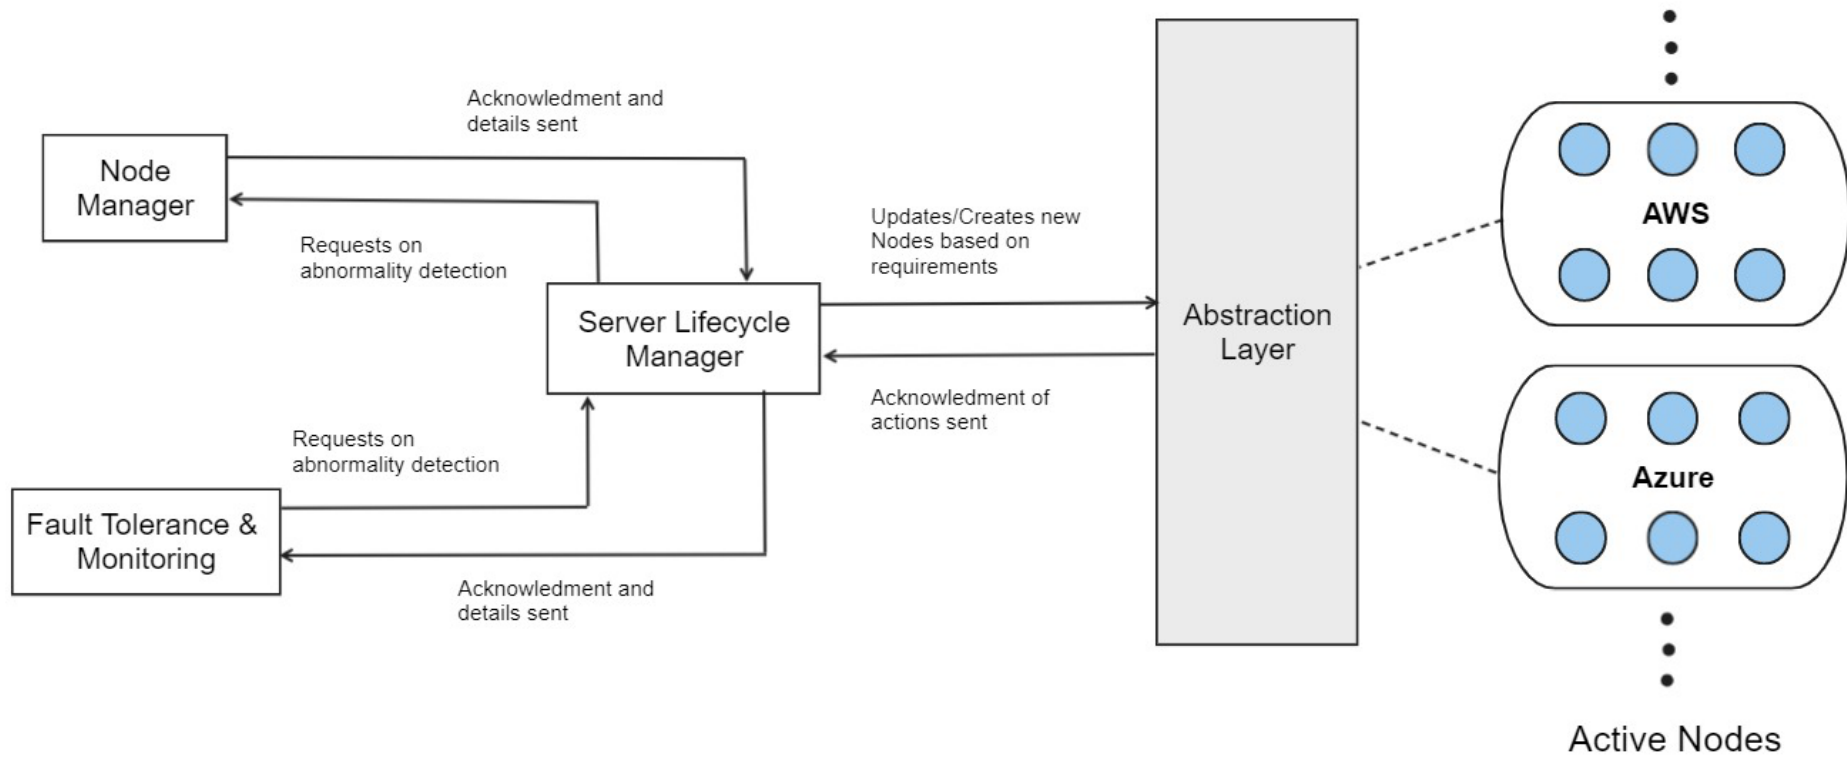 Acknowledment and
details sent
Node
Manager
Requests on
abnormality detection
Updates/Creates new
Nodes based on
requirements
Server Lifecycle
Manager
Acknowledment of
actions sent
Requests on
abnormality detection
Fault Tolerance &
Monitoring
Acknowledment and
details sent
Abstraction
Layer
AWS
Azure
Active Nodes